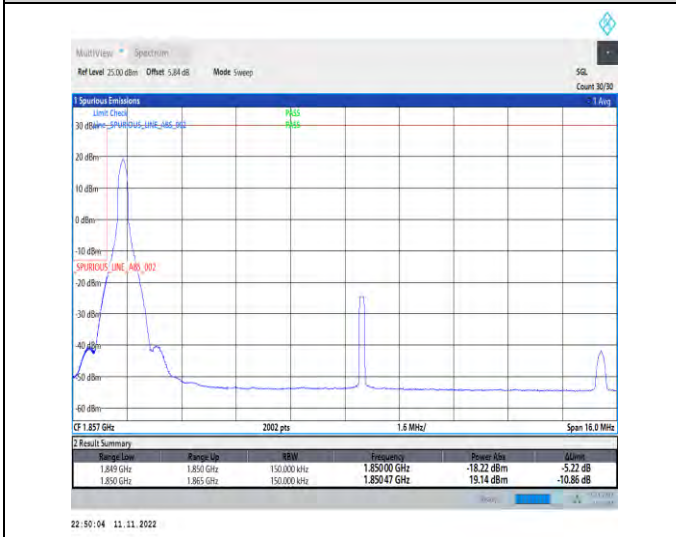 MultiView Spectrum
Ref Level 25.00 dBm Offset 5.84 dB Mode Sweep SGL
Count 30/30
1 Spurious Emissions 1 Avg
Limit Check PASS
30 dBm Line _SPURIOUS_LINE_ABS_002 PASS
20 dBm
10 dBm
0 dBm
-10 dBm
_SPURIOUS_LINE_ABS_002
-20 dBm
-30 dBm
-40 dBm
-50 dBm
-60 dBm
CF 1.857 GHz 2002 pts 1.6 MHz/ Span 16.0 MHz
2 Result Summary
Range Low Range Up RBW Frequency Power Abs ΔLimit
1.849 GHz 1.850 GHz 150.000 kHz 1.85000 GHz -18.22 dBm -5.22 dB
1.850 GHz 1.865 GHz 150.000 kHz 1.85047 GHz 19.14 dBm -10.86 dB
22:50:04 11.11.2022